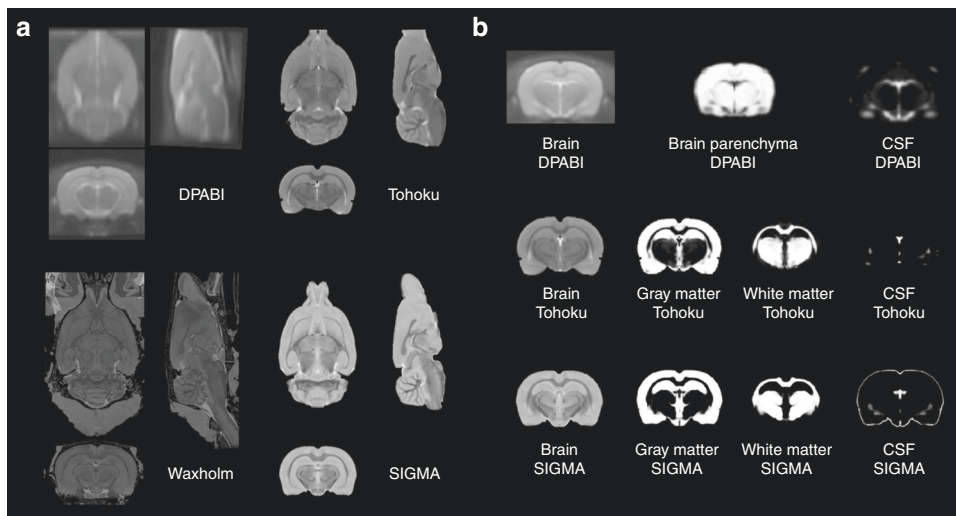 a
DPABI
Tohoku
Waxholm
SIGMA
b
Brain
DPABI
Brain parenchyma
DPABI
CSF
DPABI
Brain
Tohoku
Gray matter
Tohoku
White matter
Tohoku
CSF
Tohoku
Brain
SIGMA
Gray matter
SIGMA
White matter
SIGMA
CSF
SIGMA